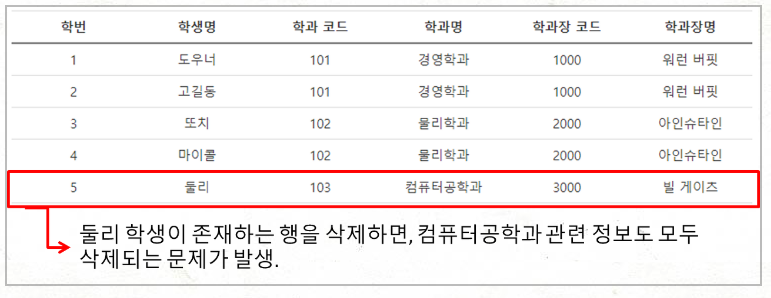 학번 학생명 학과 코드 학과명 학과장 코드 학과장명
1 도우너 101 경영학과 1000 워런 버핏
2 고길동 101 경영학과 1000 워런 버핏
3 또치 102 물리학과 2000 아인슈타인
4 마이콜 102 물리학과 2000 아인슈타인
5 둘리 103 컴퓨터공학과 3000 빌 게이츠
둘리 학생이 존재하는 행을 삭제하면, 컴퓨터공학과 관련 정보도 모두
삭제되는 문제가 발생.